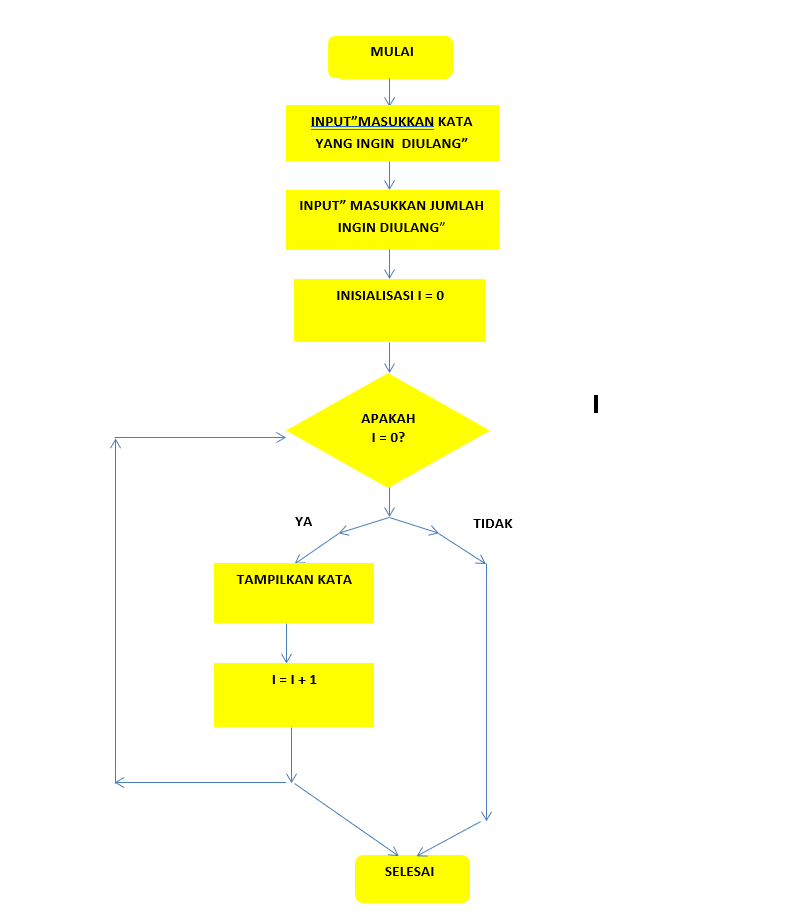 MULAI
INPUT”MASUKKAN KATA
YANG INGIN DIULANG”
INPUT” MASUKKAN JUMLAH
INGIN DIULANG”
INISIALISASI I = 0
APAKAH
I = 0?
YA
TIDAK
TAMPILKAN KATA
I = I + 1
SELESAI